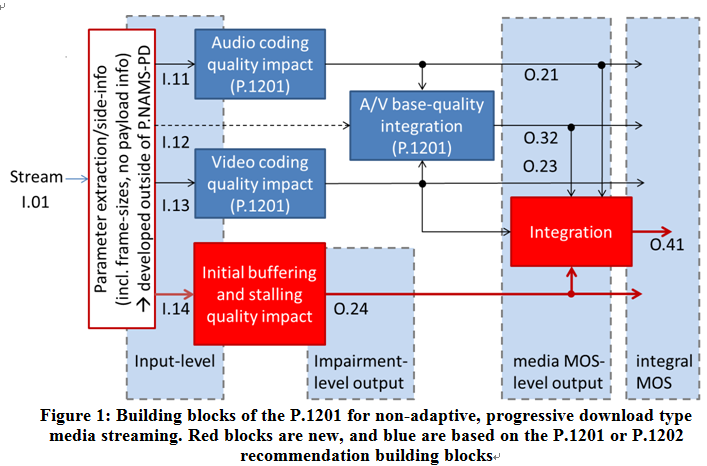 Stream
I.01
Parameter extraction/side-info
(incl. frame-sizes, no payload info)
→ developed outside of P.NAMS-PD
I.11
I.12
I.13
I.14
Audio coding
quality impact
(P.1201)
A/V base-quality
integration
(P.1201)
Video coding
quality impact
(P.1201)
Initial buffering
and stalling
quality impact
O.21
O.32
O.23
Integration
O.41
O.24
Input-level
Impairment-
level output
media MOS-
level output
integral
MOS
Figure 1: Building blocks of the P.1201 for non-adaptive, progressive download type
media streaming. Red blocks are new, and blue are based on the P.1201 or P.1202
recommendation building blocks